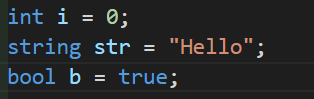 int i = 0;
string str = "Hello";
bool b = true;